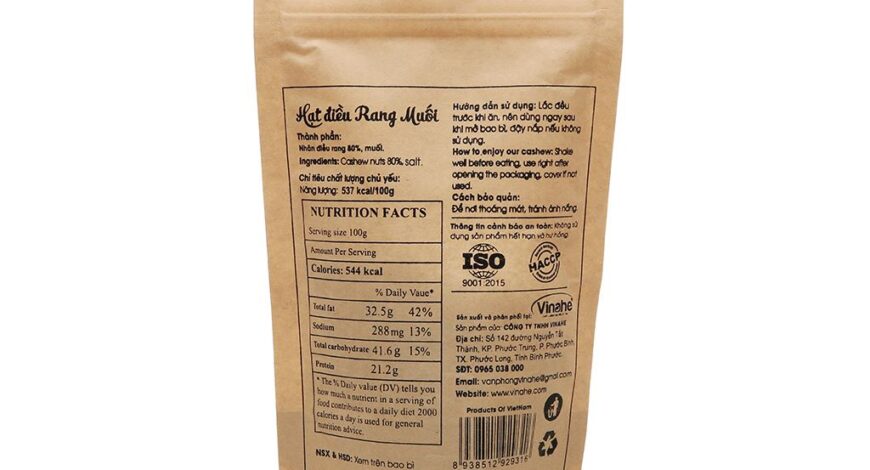 Hạt điều Rang Muối
Thành phần:
Nhân điều rang 80%, muối.
Ingredients: Cashew nuts 80%, salt.
Chỉ tiêu chất lượng chủ yếu:
Năng lượng: 537 kcal/100g
NUTRITION FACTS
Serving size 100g
Amount Per Serving
Calories: 544 kcal
% Daily Vaue*
Total fat 32.5g 42%
Sodium 288mg 13%
Total carbohydrate 41.6g 15%
Protein 21.2g
* The % Daily value (DV) tells you
how much a nutrient in a serving of
food contributes to a daily diet 2000
calories a day is used for general
nutrition advice.
NSX & HSD: Xem trên bao bì
Hướng dẫn sử dụng: Lắc đều
trước khi ăn, nên dùng ngay sau
khi mở bao bì, đậy nắp nếu không
sử dụng.
How to enjoy our cashew: Shake
well before eating, use right after
opening the packaging, cover if not
used.
Cách bảo quản:
Để nơi thoáng mát, tránh ánh nắng.
Thông tin cảnh báo an toàn: Không sử
dụng sản phẩm hết hạn và hư hỏng.
ISO
9001:2015
HACCP
Vinahe
Sản xuất và phân phối tại:
Sản phẩm của: CÔNG TY TNHH VINAHE
Địa chỉ: Số 142 đường Nguyễn Tất
Thành, KP. Phước Trung, P. Phước Bình,
TX. Phước Long, Tỉnh Bình Phước.
SĐT: 0965 038 000
Email: vanphongvinahe@gmail.com
Website: www.vinahe.com
Products Of Vietnam
8 938512 929316